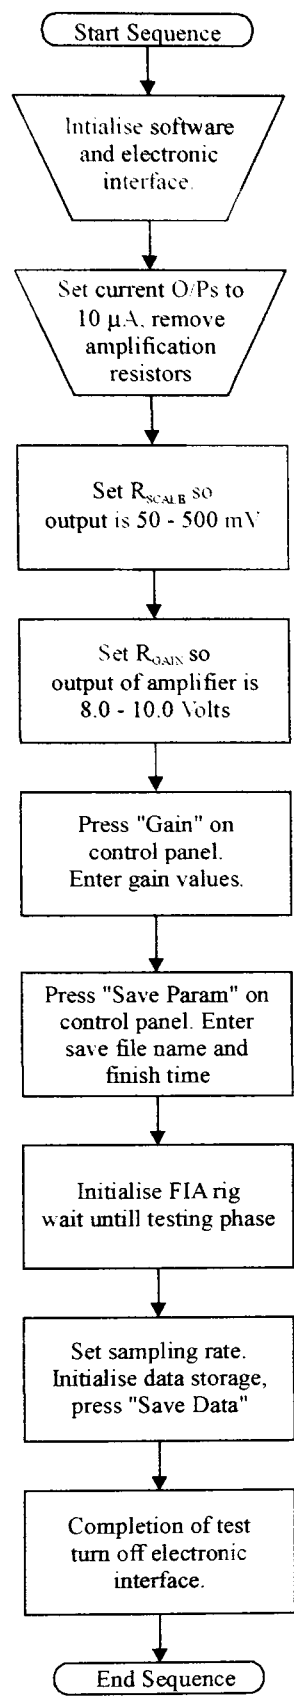 Start Sequence
Intialise software
and electronic
interface.
Set current O/Ps to
10 μA, remove
amplification
resistors
Set R_SCALE so
output is 50 - 500 mV
Set R_GAIN so
output of amplifier is
8.0 - 10.0 Volts
Press "Gain" on
control panel.
Enter gain values.
Press "Save Param" on
control panel. Enter
save file name and
finish time
Initialise FIA rig
wait untill testing phase
Set sampling rate.
Initialise data storage,
press "Save Data"
Completion of test
turn off electronic
interface.
End Sequence